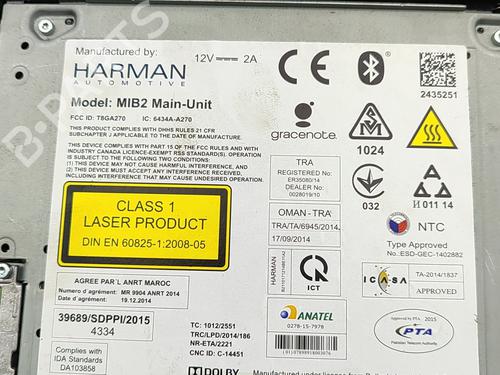 Manufactured by:
HARMAN
AUTOMOTIVE
12V 2A
CE
2435251
Model: MIB2 Main-Unit
FCC ID: T8GA270 IC: 6434A-A270
THIS PRODUCT COMPLIES WITH DHHS RULES 21 CFR
SUBCHAPTER J APPLICABLE TO THE DATE OF MANUFACTURE.
THIS DEVICE COMPLIES WITH PART 15 OF THE FCC RULES AND
INDUSTRY CANADA LICENCE-EXEMPT RSS STANDARD(S). OPERATION
IS SUBJECT TO THE FOLLOWING TWO CONDITIONS:
(1) THIS DEVICE MAY NOT CAUSE HARMFUL INTERFERENCE, AND
(2) THIS DEVICE MUST ACCEPT ANY INTERFERENCE RECEIVED,
INCLUDING INTERFERENCE THAT MAY CAUSE UNDESIRED OPERATION.
gracenote.
1024
TRA
REGISTERED No:
ER35080/14
DEALER No:
0028019/10
032
И 011 14
CLASS 1
LASER PRODUCT
DIN EN 60825-1:2008-05
OMAN - TRA
TRA/TA-R/6945/2014
17/09/2014
NTC
Type Approved
No.:ESD-GEC-1402882
AGREE PAR'L ANRT MAROC
Numéro d'agrément: MR 9904 ANRT 2014
Date d'agrément: 19.12.2014
HARMAN
ICT
ICASA
TA-2014/1837
APPROVED
39689/SDPPI/2015
4334
TC: 1012/2551
TRC/LPD/2014/186
NR-ETA/2221
CNC ID: C-14451
ANATEL
0278-15-7978
(01)07898918003076
PTA
Complies with
IDA Standards
DA103858
DOLBY